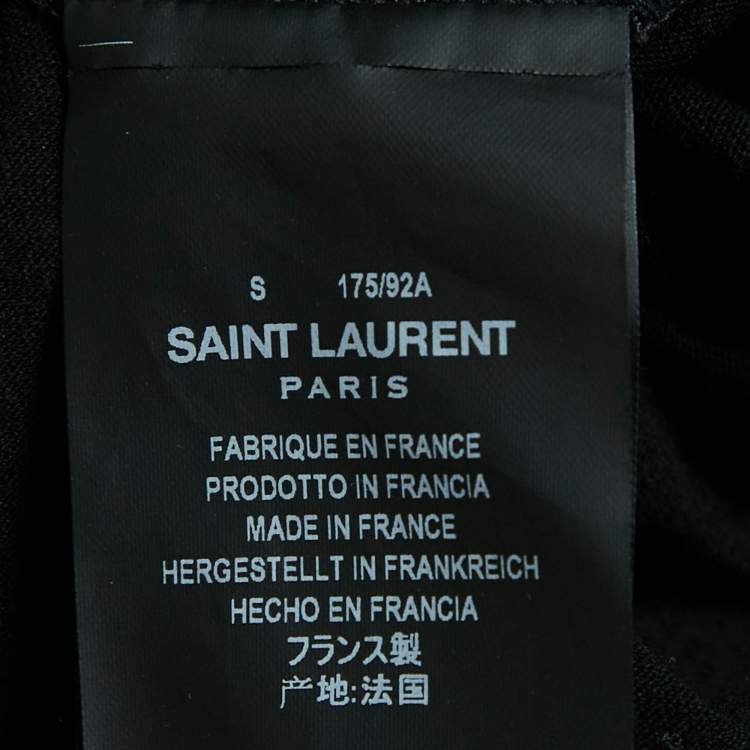 S 175/92A
SAINT LAURENT
PARIS
FABRIQUE EN FRANCE
PRODOTTO IN FRANCIA
MADE IN FRANCE
HERGESTELLT IN FRANKREICH
HECHO EN FRANCIA
フランス製
产地:法国